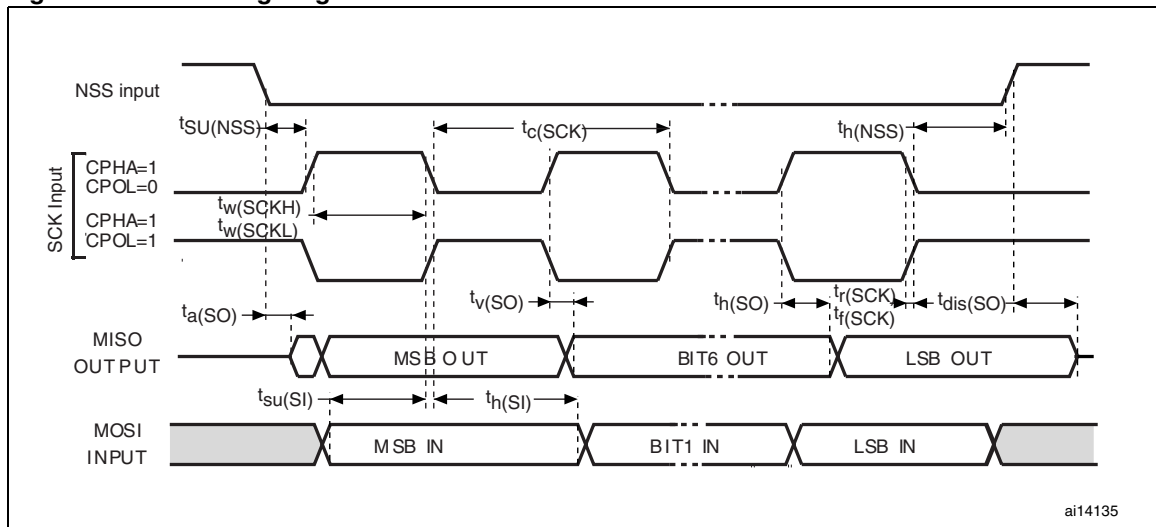 NSS input
tSU(NSS)
tc(SCK)
th(NSS)
SCK Input
CPHA=1
CPOL=0
CPHA=1
CPOL=1
tw(SCKH)
tw(SCKL)
ta(SO)
tv(SO)
th(SO)
tr(SCK)
tf(SCK)
tdis(SO)
MISO
OUTPUT
MSB OUT
BIT6 OUT
LSB OUT
tsu(SI)
th(SI)
MOSI
INPUT
MSB IN
BIT1 IN
LSB IN
ai14135